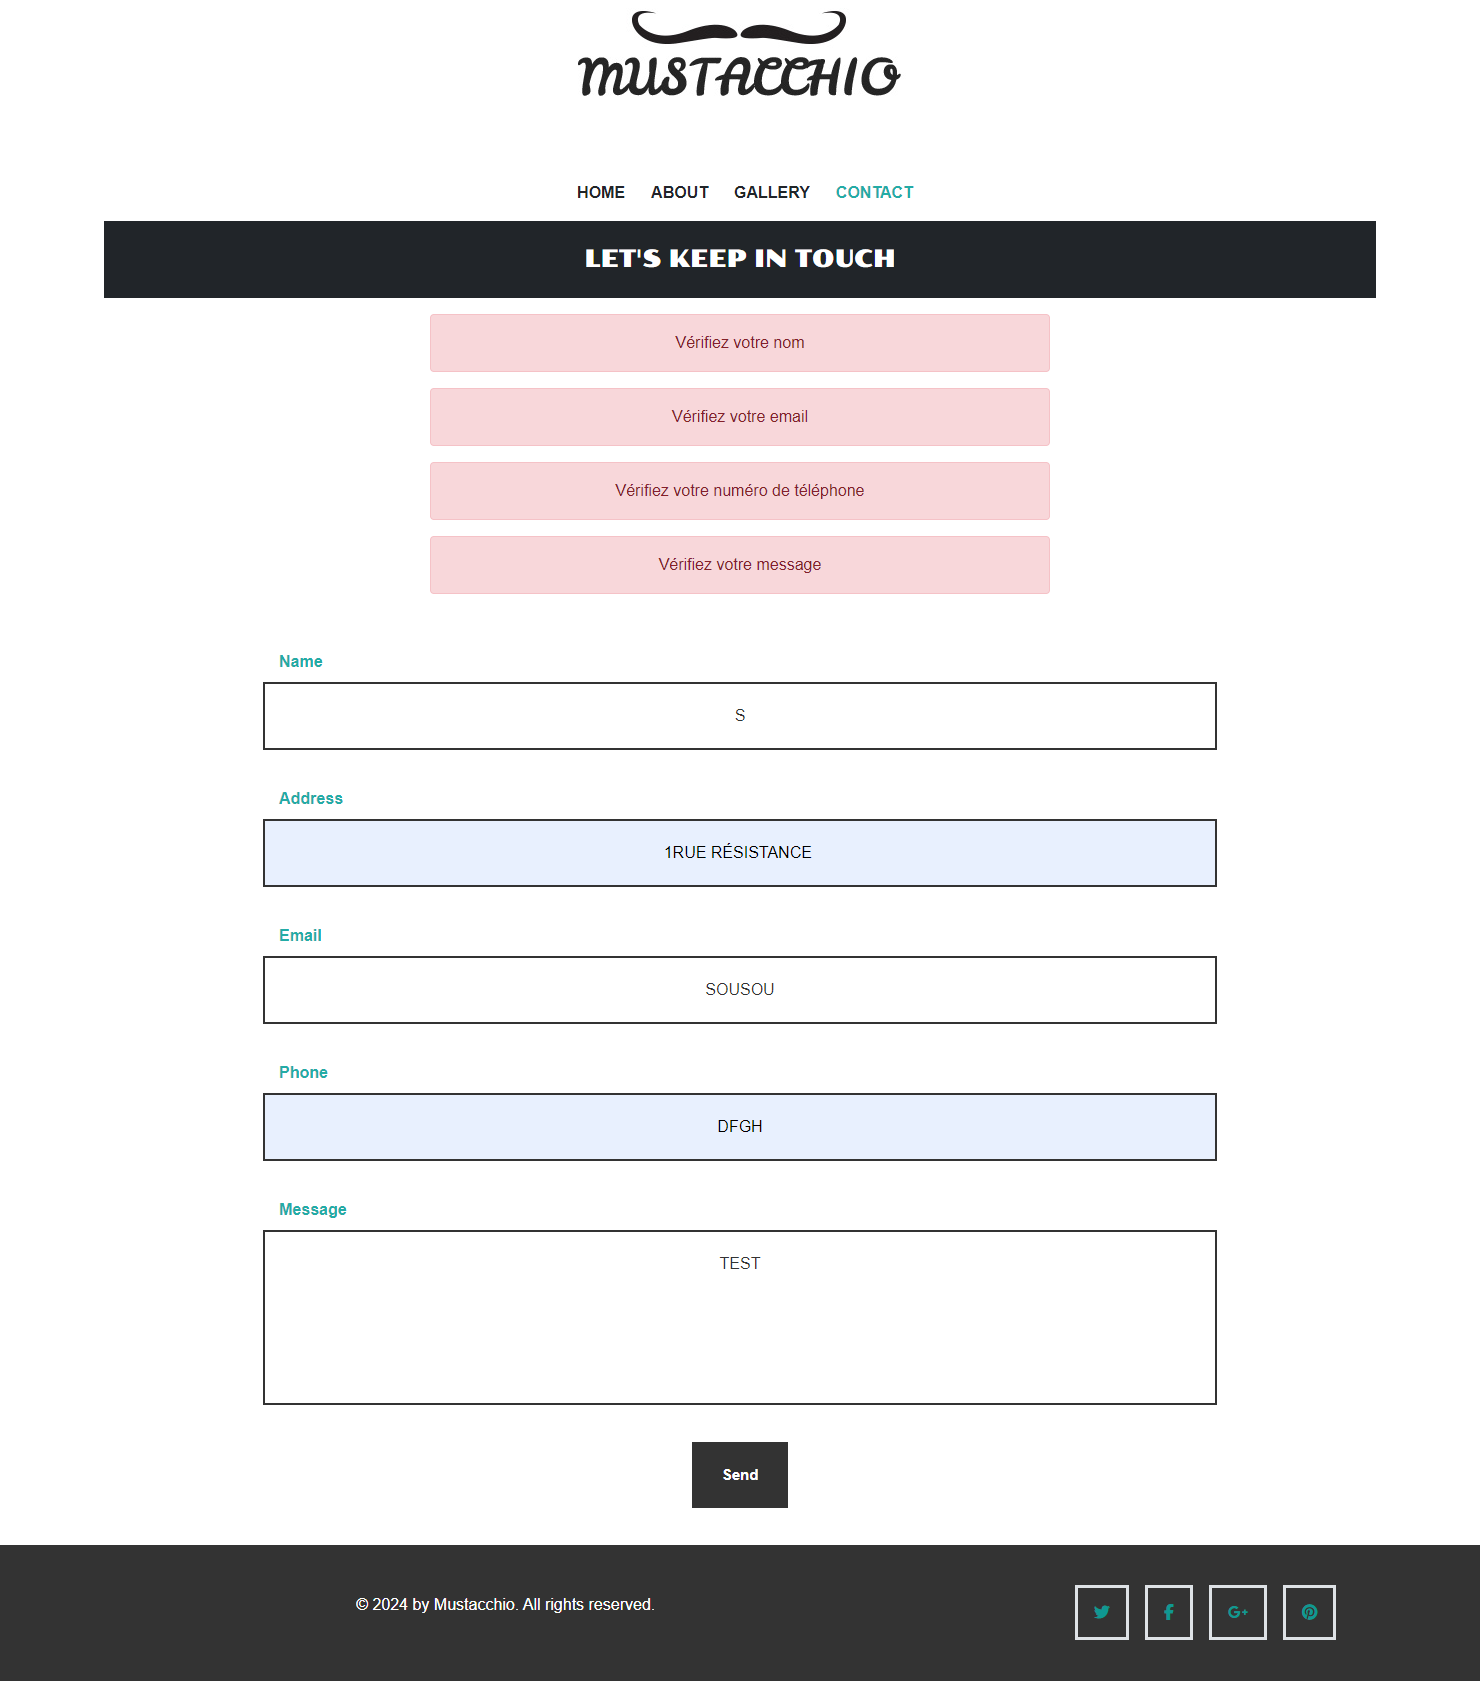 MUSTACCHIO
HOME ABOUT GALLERY CONTACT
LET'S KEEP IN TOUCH
Vérifiez votre nom
Vérifiez votre email
Vérifiez votre numéro de téléphone
Vérifiez votre message
Name
S
Address
1RUE RÉSISTANCE
Email
SOUSOU
Phone
DFGH
Message
TEST
Send
© 2024 by Mustacchio. All rights reserved.